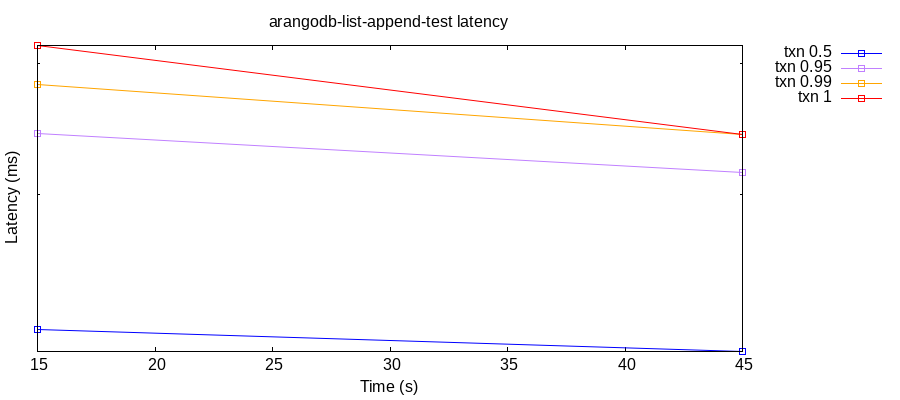 arangodb-list-append-test latency
txn 0.5
txn 0.95
txn 0.99
txn 1
Latency (ms)
15 20 25 30 35 40 45
Time (s)